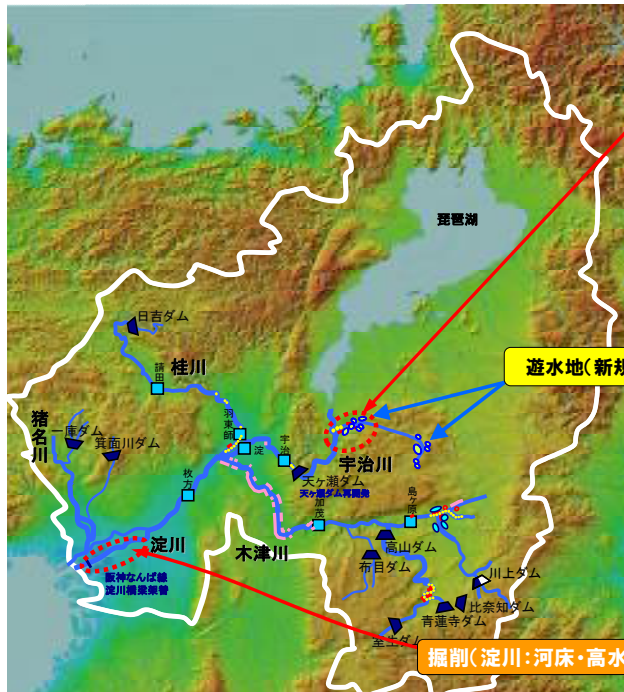 琵琶湖
日吉ダム
請田
桂川
遊水地(新規
猪名川
一庫ダム
箕面川ダム
羽束師
淀
宇治
宇治川
天ヶ瀬ダム
天ヶ瀬ダム再開発
枚方
加茂
島ヶ原
淀川
木津川
高山ダム
布目ダム
阪神なんば線
淀川橋梁架替
川上ダム
比奈知ダム
青蓮寺ダム
室生ダム
掘削(淀川:河床・高水